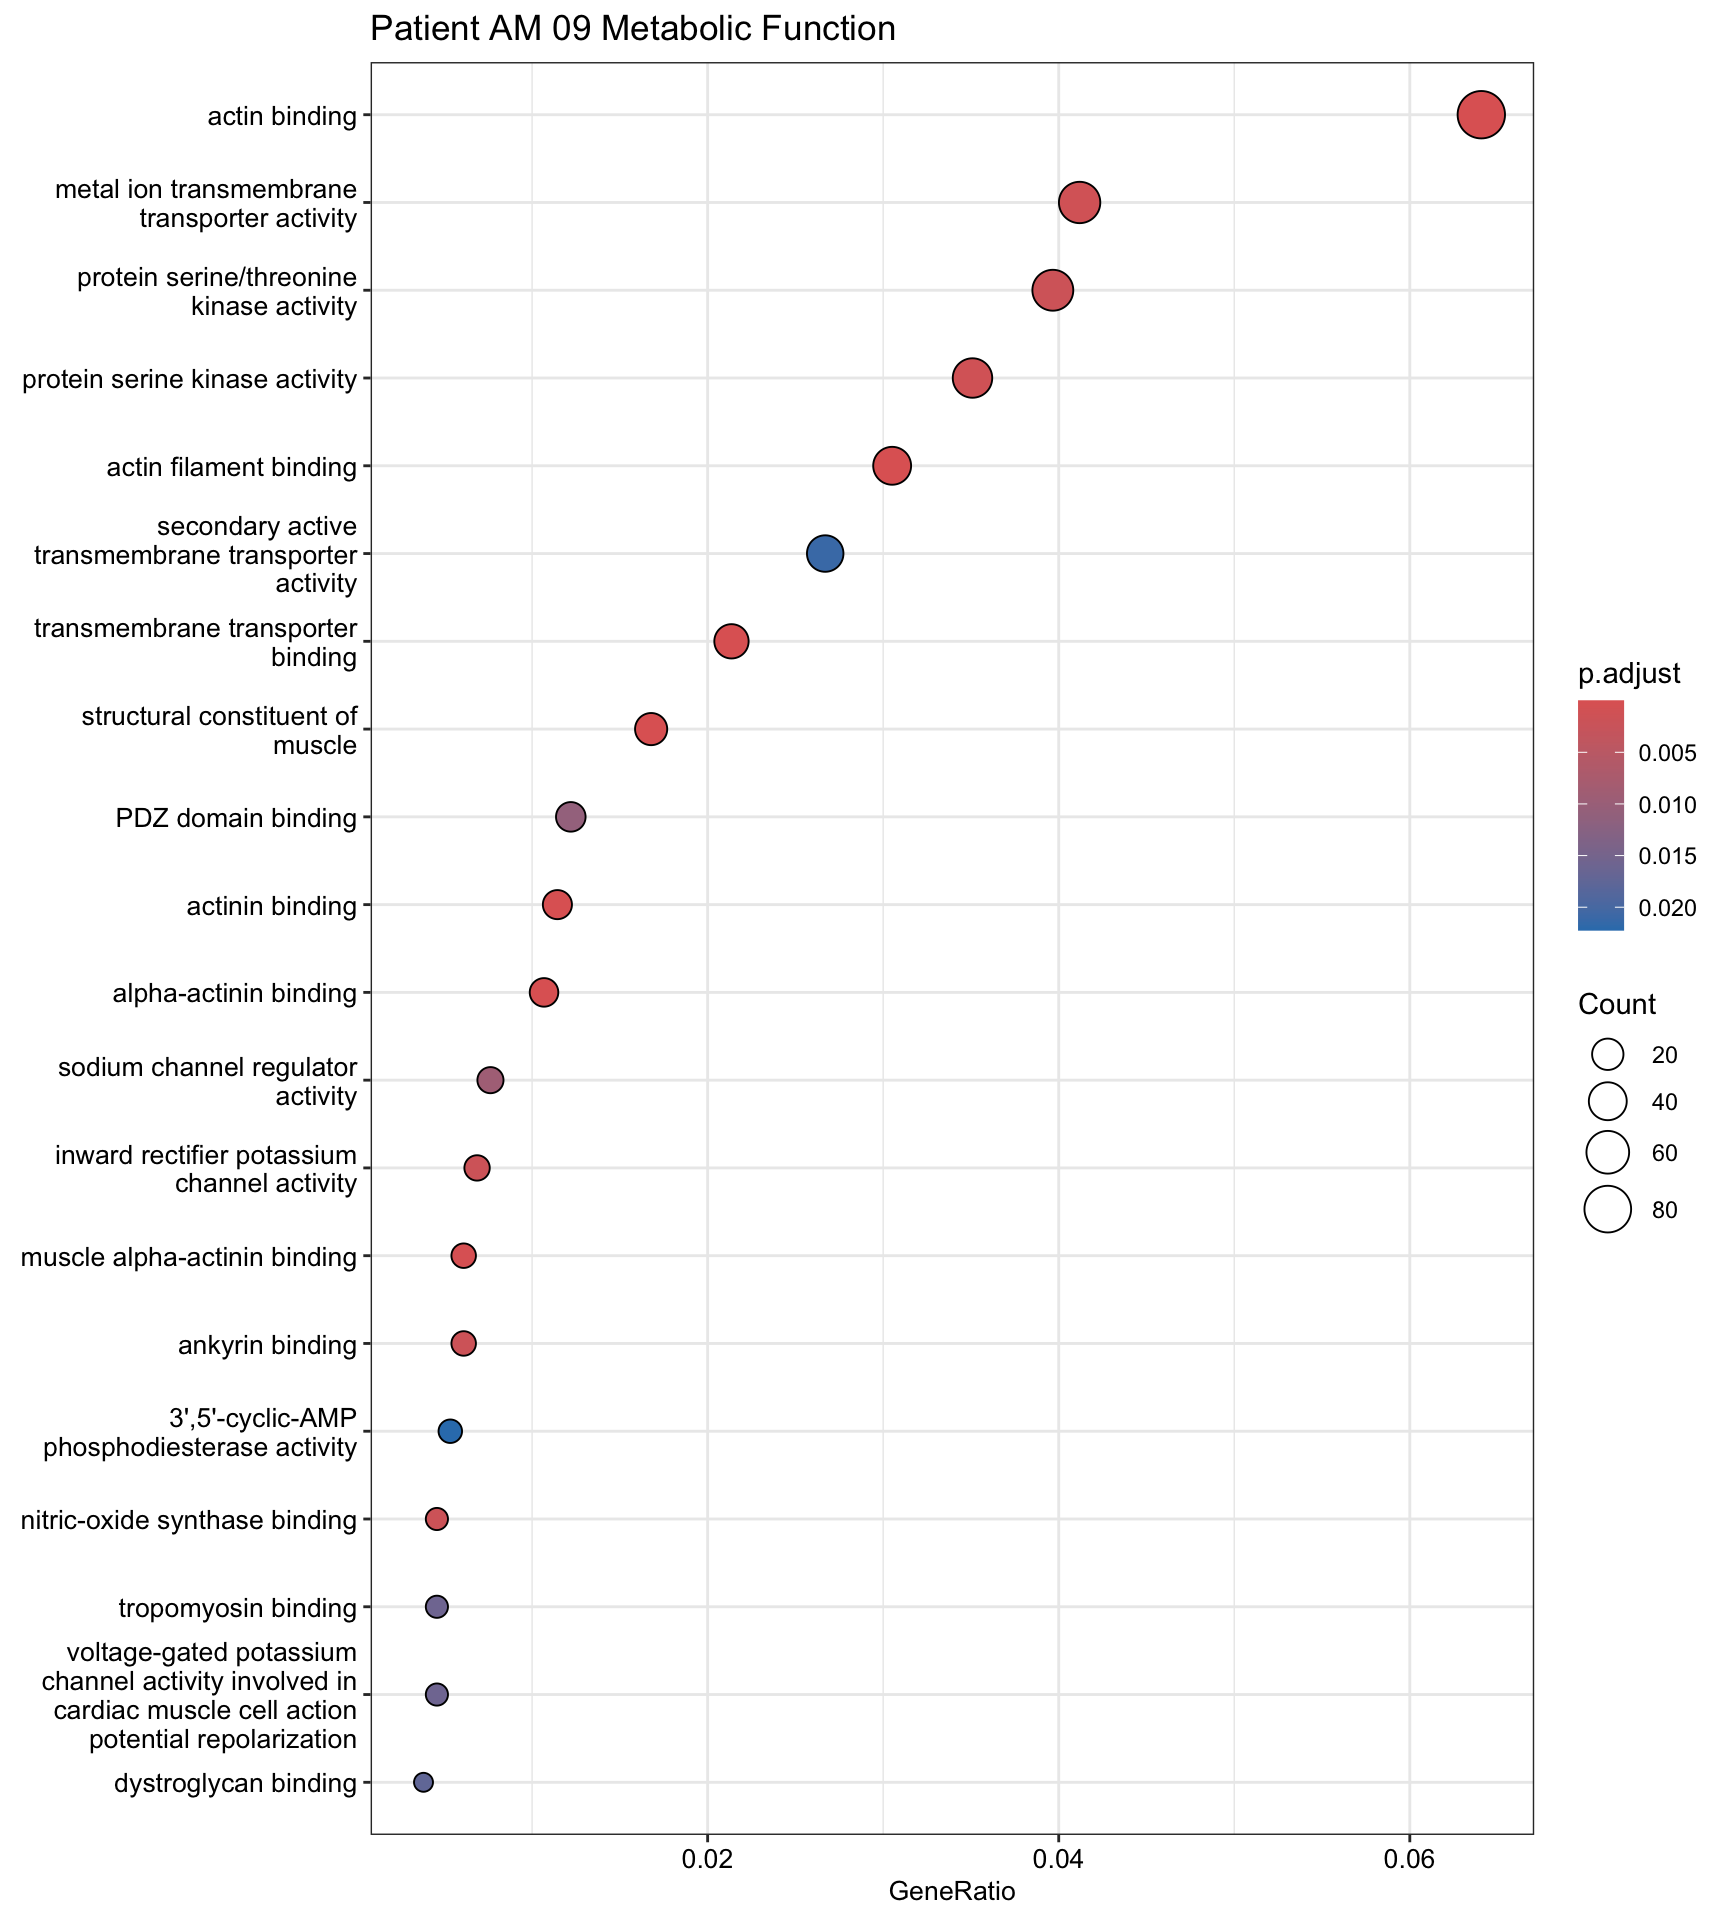 Patient AM 09 Metabolic Function
actin binding
metal ion transmembrane
transporter activity
protein serine/threonine
kinase activity
protein serine kinase activity
actin filament binding
secondary active
transmembrane transporter
activity
transmembrane transporter
binding
structural constituent of
muscle
PDZ domain binding
actinin binding
alpha-actinin binding
sodium channel regulator
activity
inward rectifier potassium
channel activity
muscle alpha-actinin binding
ankyrin binding
3',5'-cyclic-AMP
phosphodiesterase activity
nitric-oxide synthase binding
tropomyosin binding
voltage-gated potassium
channel activity involved in
cardiac muscle cell action
potential repolarization
dystroglycan binding
0.02 0.04 0.06
GeneRatio
p.adjust
0.005
0.010
0.015
0.020
Count
20
40
60
80